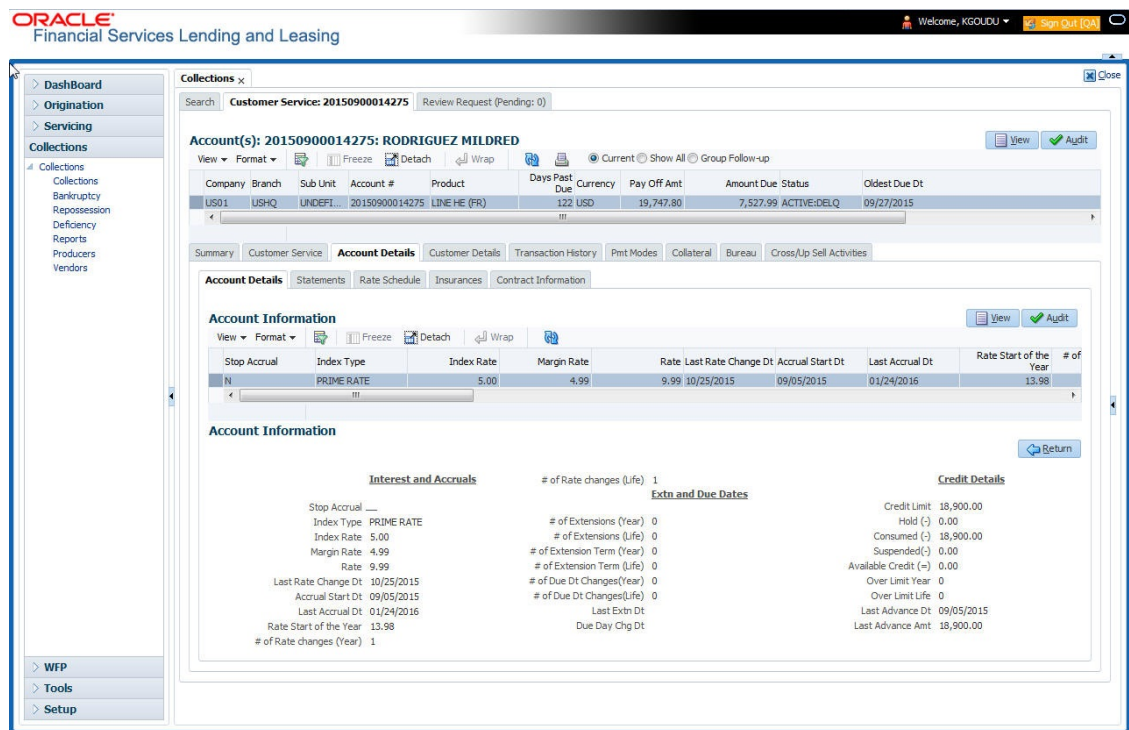 ORACLE
Financial Services Lending and Leasing
Welcome, KGOUDU
Sign Out [QA]
Close
DashBoard
Origination
Servicing
Collections
Collections
Collections
Bankruptcy
Repossession
Deficiency
Reports
Producers
Vendors
WFP
Tools
Setup
Collections x
Search Customer Service: 20150900014275 Review Request (Pending: 0)
Account(s): 20150900014275: RODRIGUEZ MILDRED
View Audit
View Format Freeze Detach Wrap Current Show All Group Follow-up
Company Branch Sub Unit Account # Product Days Past Due Currency Pay Off Amt Amount Due Status Oldest Due Dt
US01 USHQ UNDEFI... 20150900014275 LINE HE (FR) 122 USD 19,747.80 7,527.99 ACTIVE:DELQ 09/27/2015
Summary Customer Service Account Details Customer Details Transaction History Pmt Modes Collateral Bureau Cross/Up Sell Activities
Account Details Statements Rate Schedule Insurances Contract Information
Account Information
View Audit
View Format Freeze Detach Wrap
Stop Accrual Index Type Index Rate Margin Rate Rate Last Rate Change Dt Accrual Start Dt Last Accrual Dt Rate Start of the Year # of
N PRIME RATE 5.00 4.99 9.99 10/25/2015 09/05/2015 01/24/2016 13.98
Account Information
Return
Interest and Accruals
Stop Accrual
Index Type PRIME RATE
Index Rate 5.00
Margin Rate 4.99
Rate 9.99
Last Rate Change Dt 10/25/2015
Accrual Start Dt 09/05/2015
Last Accrual Dt 01/24/2016
Rate Start of the Year 13.98
# of Rate changes (Year) 1
# of Rate changes (Life) 1
Extn and Due Dates
# of Extensions (Year) 0
# of Extensions (Life) 0
# of Extension Term (Year) 0
# of Extension Term (Life) 0
# of Due Dt Changes(Year) 0
# of Due Dt Changes(Life) 0
Last Extn Dt
Due Day Chg Dt
Credit Details
Credit Limit 18,900.00
Hold (-) 0.00
Consumed (-) 18,900.00
Suspended(-) 0.00
Available Credit (=) 0.00
Over Limit Year 0
Over Limit Life 0
Last Advance Dt 09/05/2015
Last Advance Amt 18,900.00